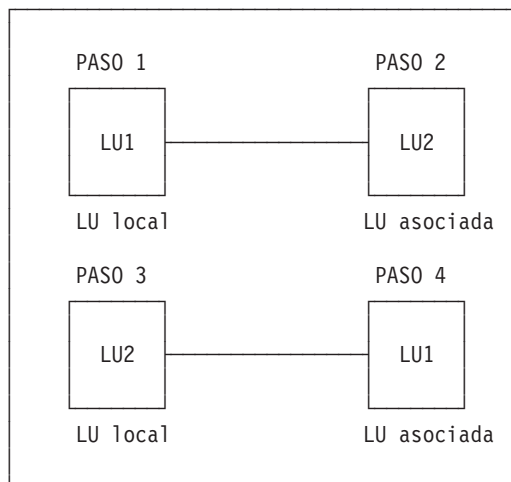 PASO 1 PASO 2
LU1 LU2
LU local LU asociada
PASO 3 PASO 4
LU2 LU1
LU local LU asociada